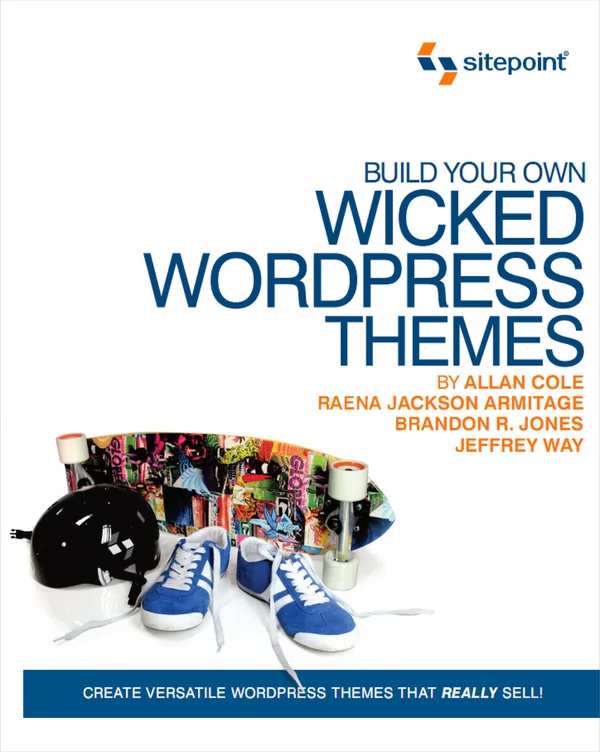 sitepoint
BUILD YOUR OWN
WICKED
WORDPRESS
THEMES
BY ALLAN COLE
RAENA JACKSON ARMITAGE
BRANDON R. JONES
JEFFREY WAY
CREATE VERSATILE WORDPRESS THEMES THAT REALLY SELL!